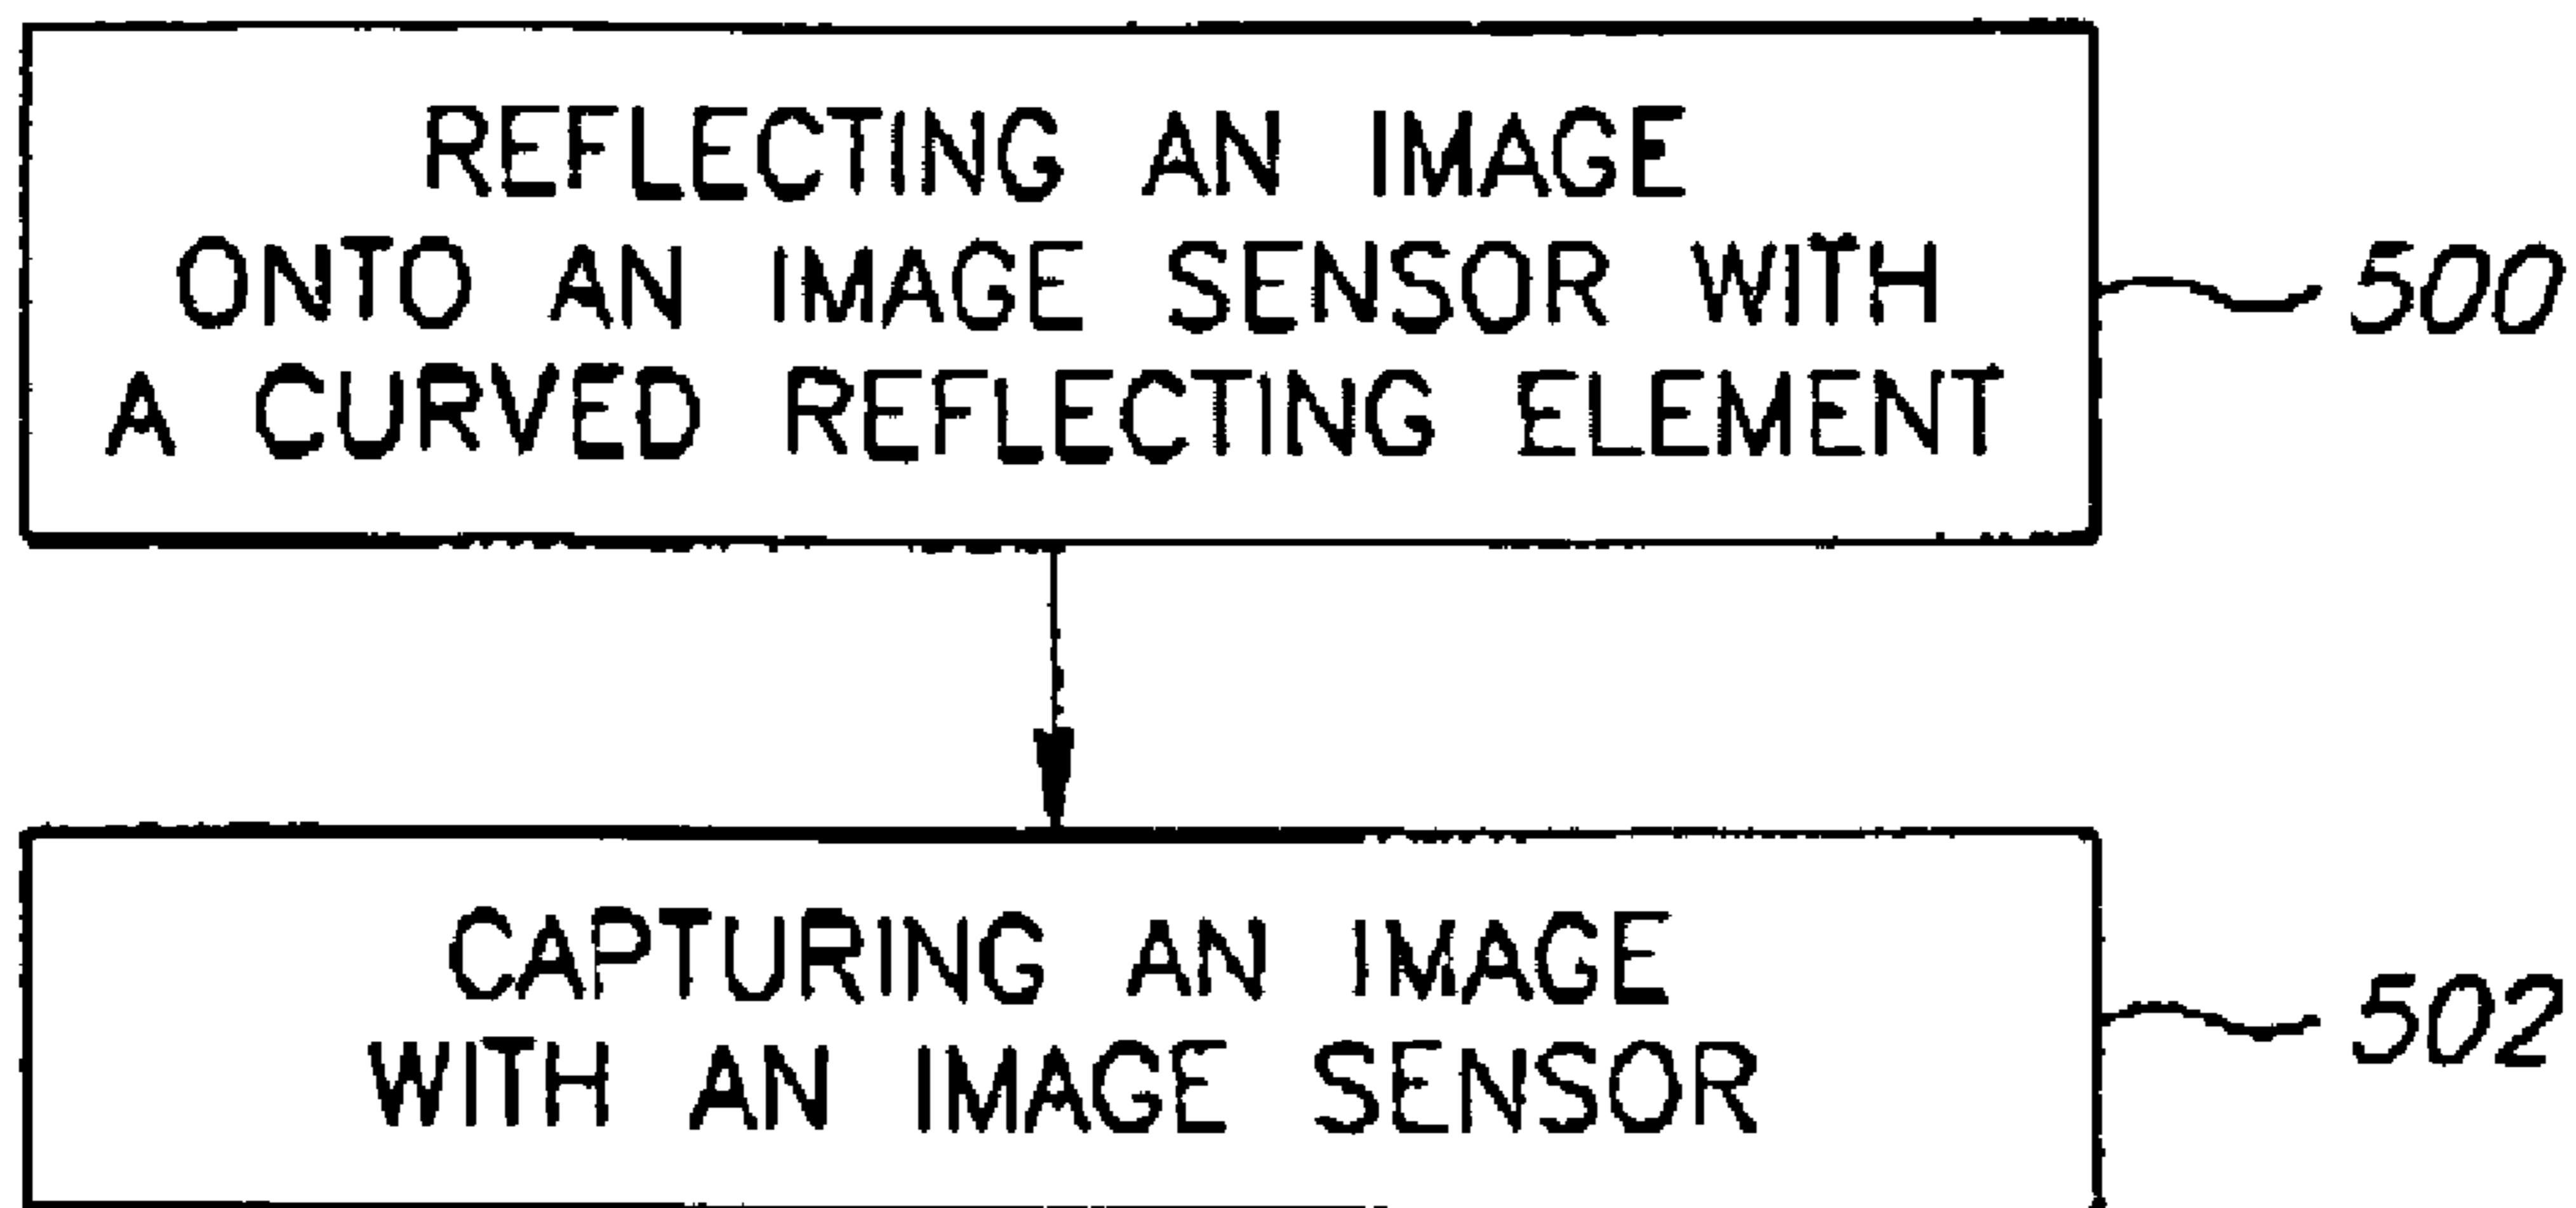 REFLECTING AN IMAGE
ONTO AN IMAGE SENSOR WITH
A CURVED REFLECTING ELEMENT
500
CAPTURING AN IMAGE
WITH AN IMAGE SENSOR
502